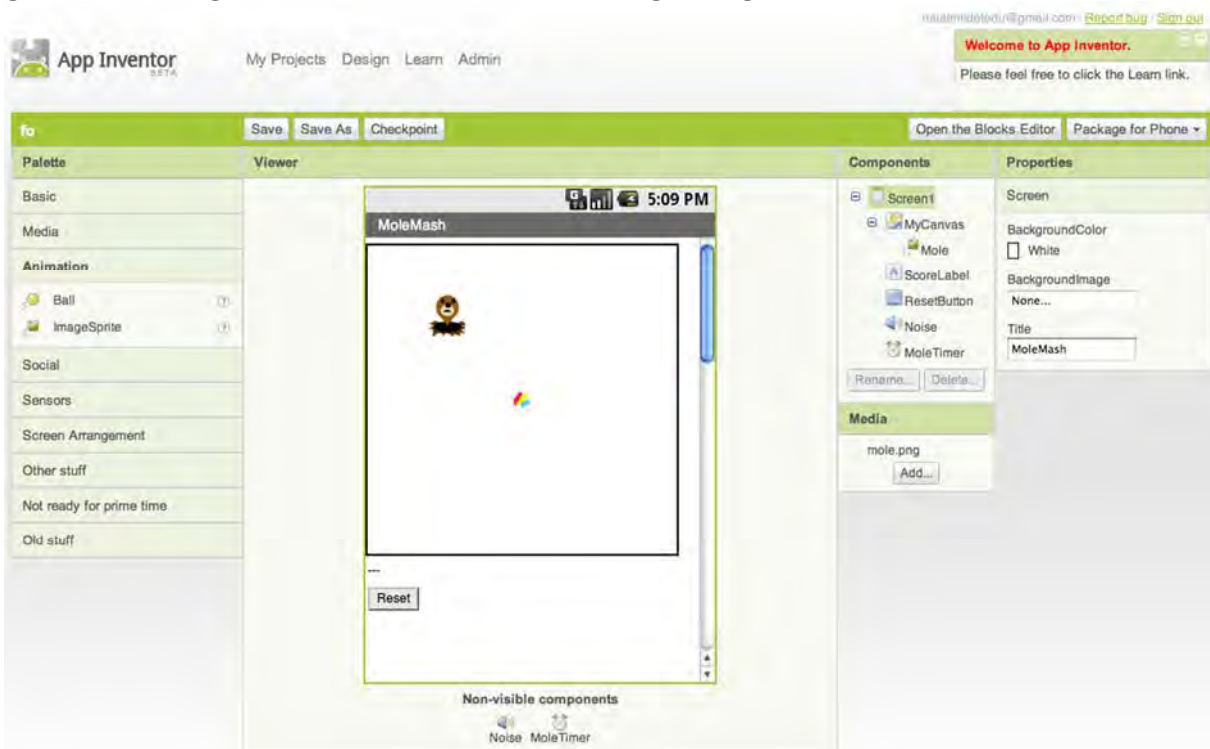 Report bug | Sign out
App Inventor
BETA
My Projects Design Learn Admin
Welcome to App Inventor.
Please feel free to click the Learn link.
fo
Save Save As Checkpoint
Open the Blocks Editor Package for Phone
Palette
Viewer
Components
Properties
Basic
Media
Animation
Ball
ImageSprite
Social
Sensors
Screen Arrangement
Other stuff
Not ready for prime time
Old stuff
5:09 PM
MoleMash
---
Reset
Non-visible components
Noise MoleTimer
Screen1
MyCanvas
Mole
ScoreLabel
ResetButton
Noise
MoleTimer
Rename... Delete...
Media
mole.png
Add...
Screen
BackgroundColor
White
BackgroundImage
None...
Title
MoleMash